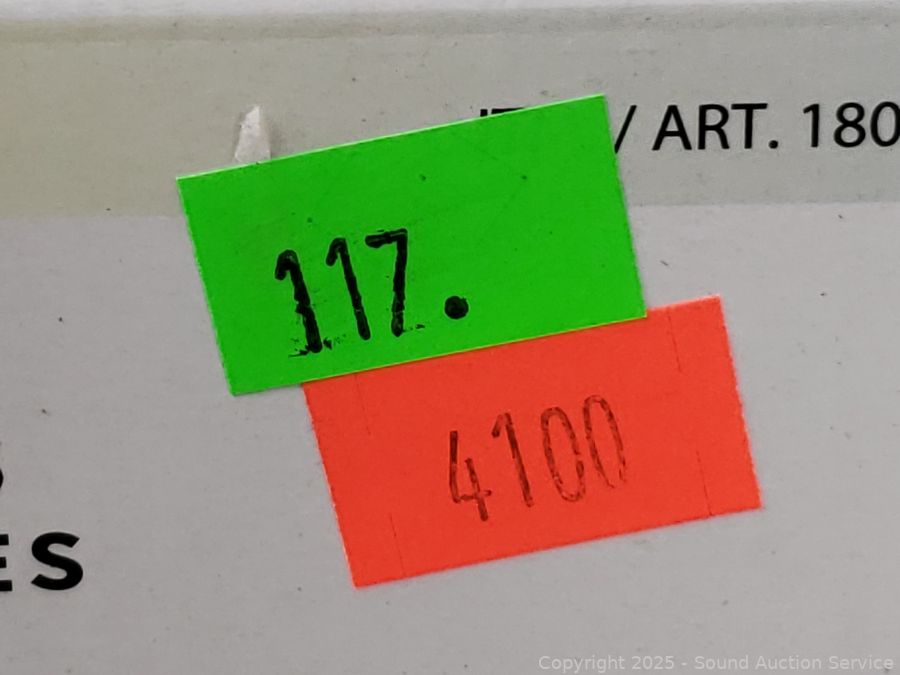 / ART. 180
117.
4100
ES
Copyright 2025 - Sound Auction Service